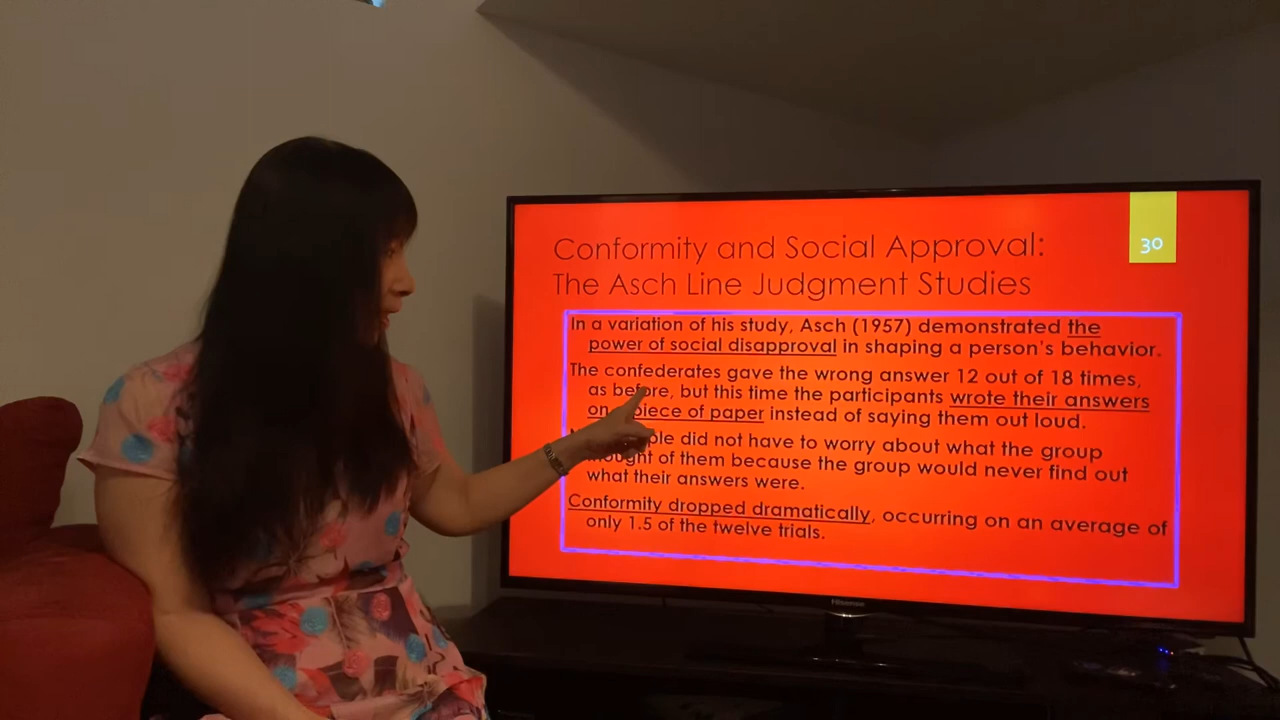 30
Conformity and Social Approval:
The Asch Line Judgment Studies
In a variation of his study, Asch (1957) demonstrated the
power of social disapproval in shaping a person's behavior.
The confederates gave the wrong answer 12 out of 18 times,
as before, but this time the participants wrote their answers
on piece of paper instead of saying them out loud.
did not have to worry about what the group
thought of them because the group would never find out
what their answers were.
Conformity dropped dramatically, occurring on an average of
only 1.5 of the twelve trials.
Hisense